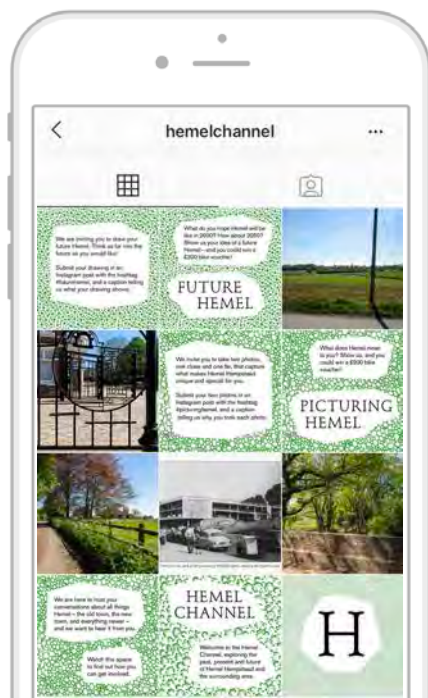 hemelchannel
We are inviting you to draw your
future Hemel. Think as far into the
future as you would like!
Submit your drawing in an
Instagram post with the hashtag
#futurehemel, and a caption telling
us what your drawing shows.
What do you hope Hemel will be
like in
Show us your idea of a future
Hemel – and you could win a
£500 bike voucher!
FUTURE
HEMEL
We invite you to take two photos,
one close and one far, that capture
what makes Hemel Hempstead
unique and special for you.
Submit your two photos in an
Instagram post with the hashtag
#picturinghemel, and a caption
telling us why you took each photo.
What does Hemel mean
to you? Show us, and you
could win a £500 bike
voucher!
PICTURING
HEMEL
We are here to host your
conversations about all things
Hemel – the old town, the new
town, and everything newer –
and we want to hear it from you.
Watch this space
to find out how you
can get involved.
HEMEL
CHANNEL
Welcome to the Hemel
Channel, exploring the
past, present and future
of Hemel Hempstead and
the surrounding area.
H